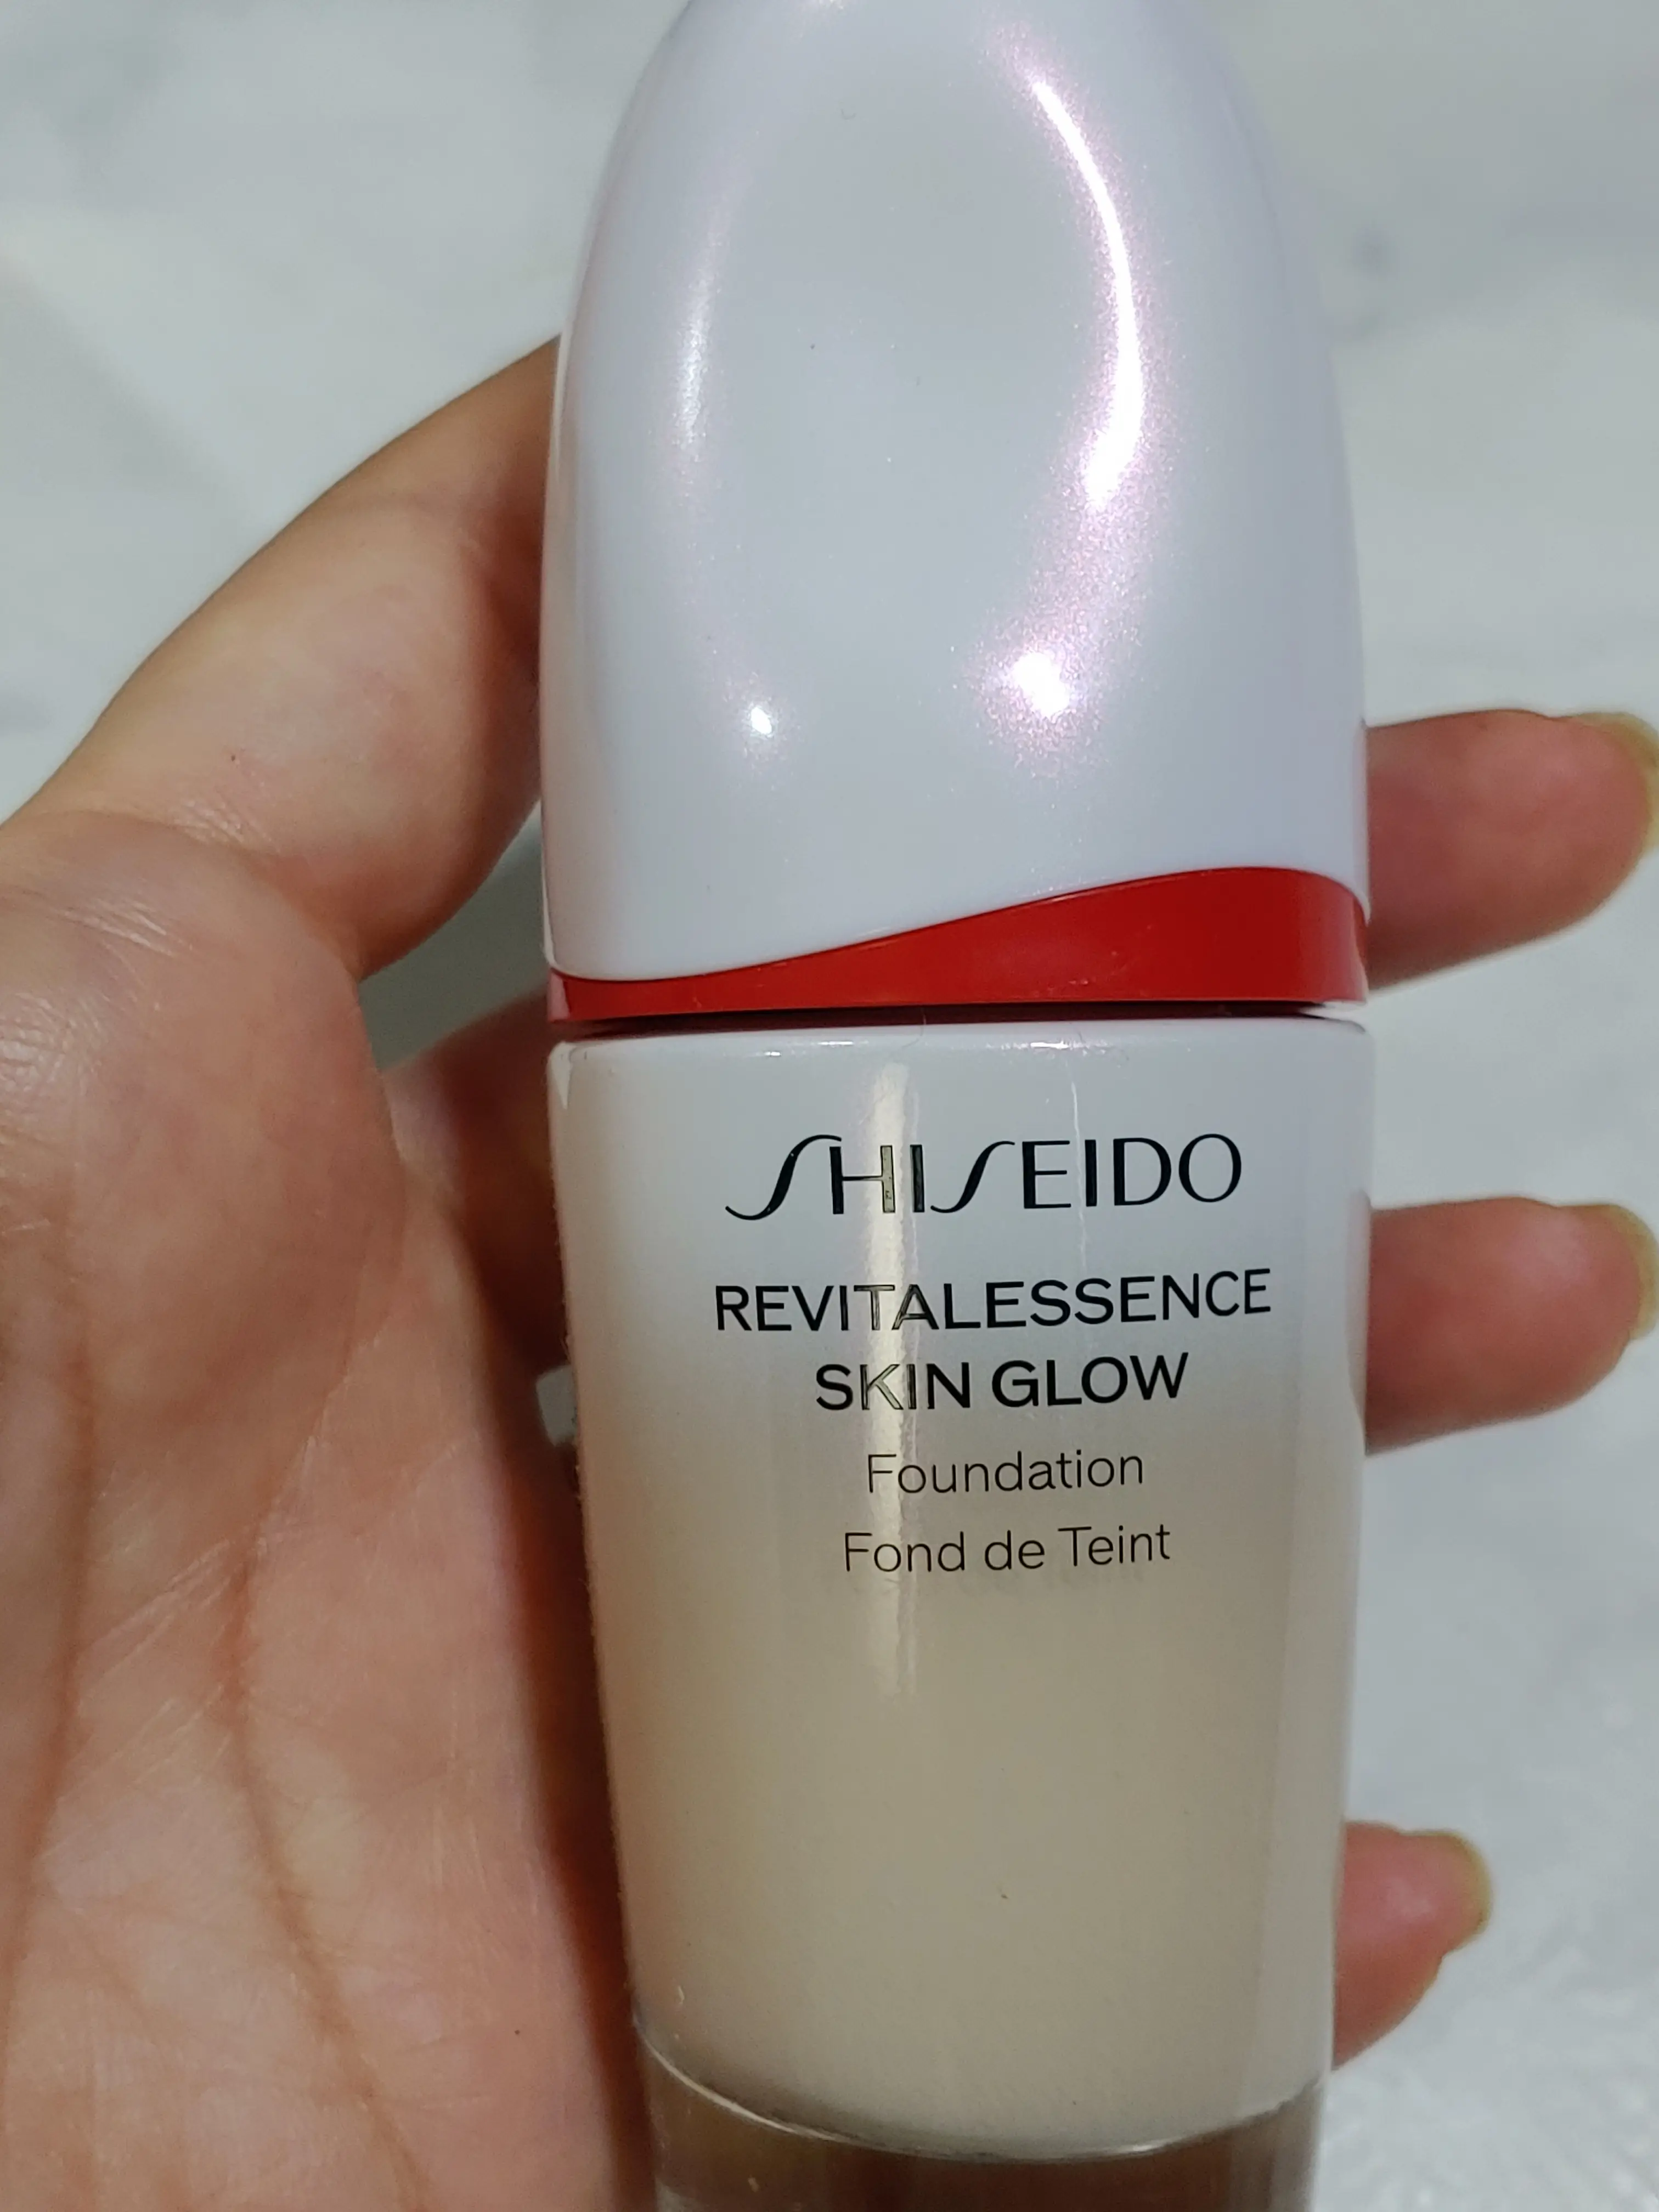 SHISEIDO
REVITALESSENCE
SKIN GLOW
Foundation
Fond de Teint